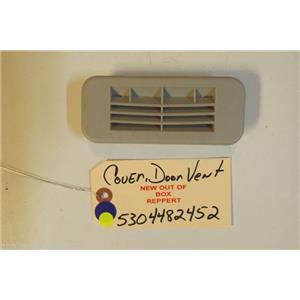 Cover, Door Vent
NEW OUT OF
BOX
REPPERT
5304482452